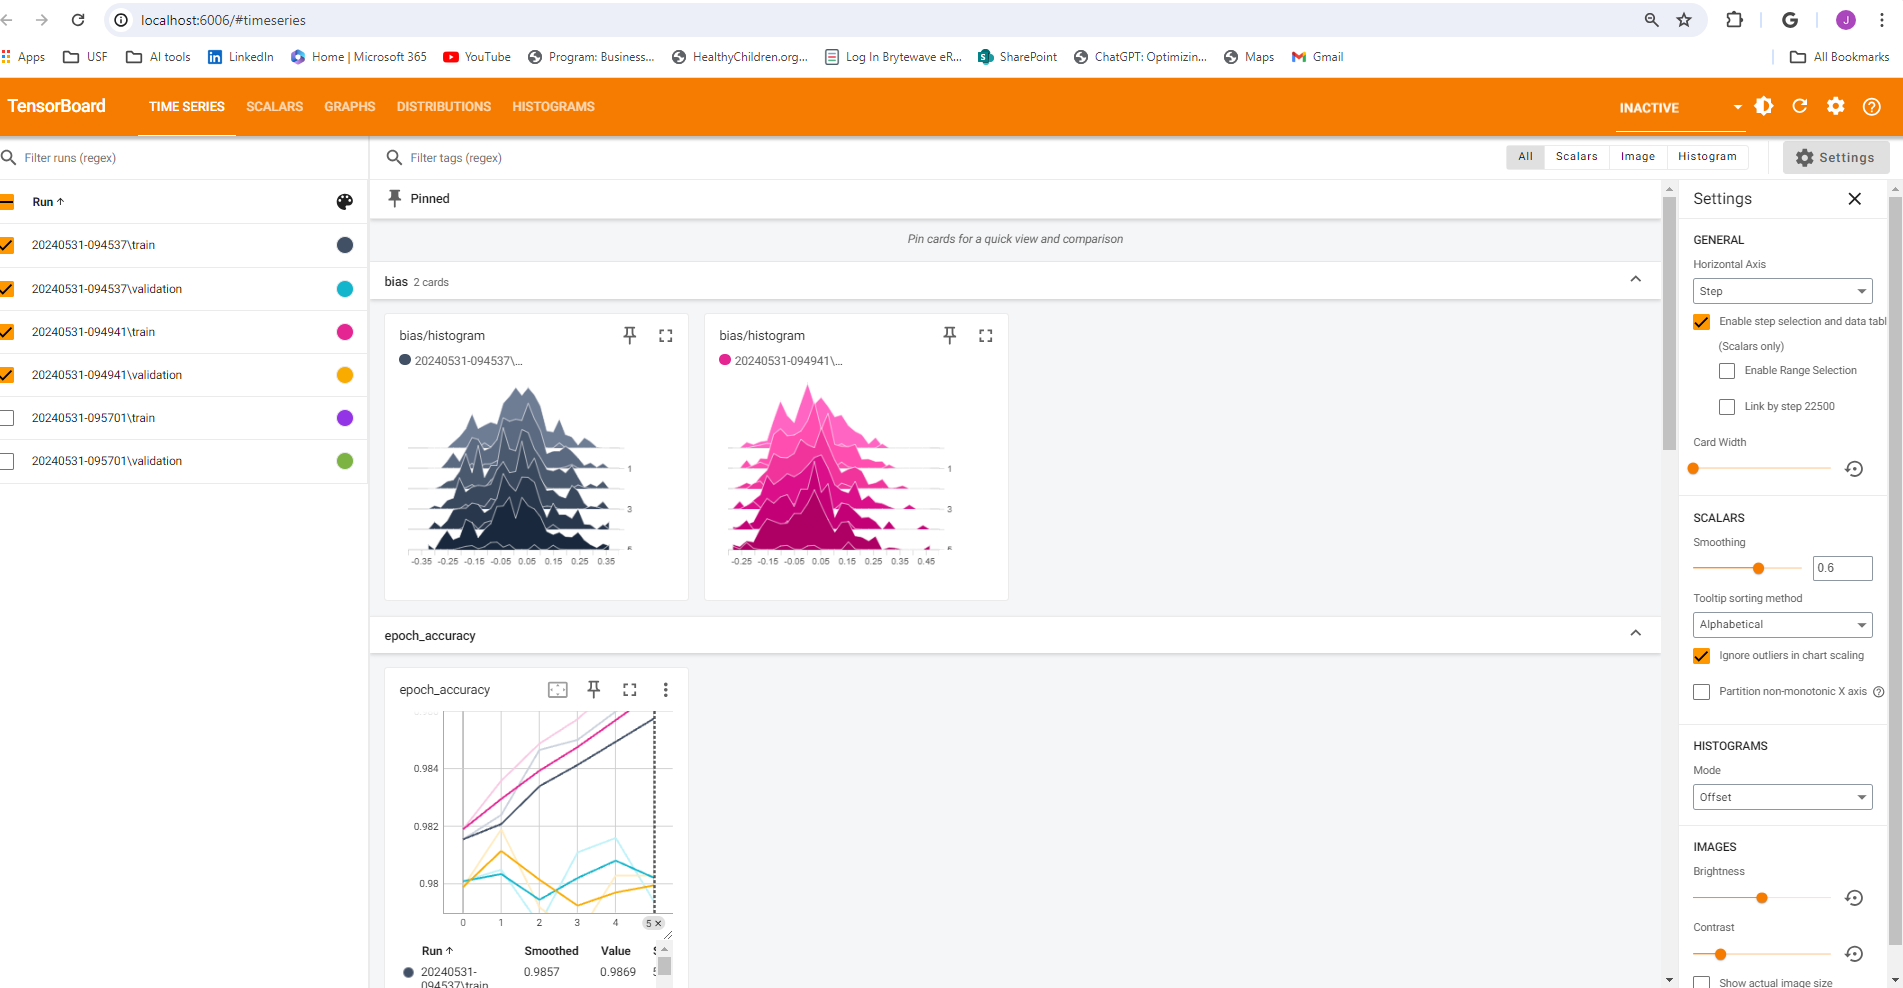 localhost:6006/#timeseries
J
Apps USF AI tools LinkedIn Home | Microsoft 365 YouTube Program: Business... HealthyChildren.org... Log In Brytewave eR... SharePoint ChatGPT: Optimizin... Maps Gmail All Bookmarks
TensorBoard TIME SERIES SCALARS GRAPHS DISTRIBUTIONS HISTOGRAMS INACTIVE
Filter runs (regex)
Filter tags (regex)
All Scalars Image Histogram
Settings
Run
20240531-094537\train
20240531-094537\validation
20240531-094941\train
20240531-094941\validation
20240531-095701\train
20240531-095701\validation
Pinned
Pin cards for a quick view and comparison
bias 2 cards
bias/histogram
20240531-094537\...
1
3
-0.35 -0.25 -0.15 -0.05 0.05 0.15 0.25 0.35
bias/histogram
20240531-094941\...
1
3
-0.25 -0.15 -0.05 0.05 0.15 0.25 0.35 0.45
epoch_accuracy
epoch_accuracy
0.984
0.982
0.98
0 1 2 3 4 5
Run Smoothed Value
20240531-094537\train 0.9857 0.9869
Settings
GENERAL
Horizontal Axis
Step
Enable step selection and data tabl
(Scalars only)
Enable Range Selection
Link by step 22500
Card Width
SCALARS
Smoothing
0.6
Tooltip sorting method
Alphabetical
Ignore outliers in chart scaling
Partition non-monotonic X axis
HISTOGRAMS
Mode
Offset
IMAGES
Brightness
Contrast
Show actual image size